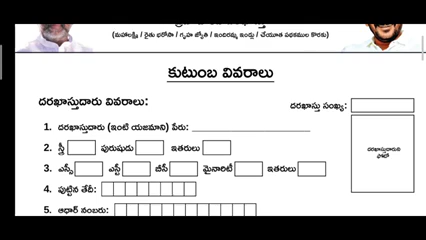 (మహాలక్ష్మి / రైతు భరోసా / గృహ జ్యోతి / ఇందిరమ్మ ఇండ్లు / చేయూత పథకముల కొరకు)
కుటుంబ వివరాలు
దరఖాస్తుదారు వివరాలు:
దరఖాస్తు సంఖ్య:
1. దరఖాస్తుదారు (ఇంటి యజమాని) పేరు:
2. స్త్రీ పురుషుడు ఇతరులు
దరఖాస్తుదారుని
ఫోటో
3. ఎస్సీ ఎస్టీ బీసీ మైనారిటీ ఇతరులు
4. పుట్టిన తేదీ:
5. ఆధార్ నంబరు: